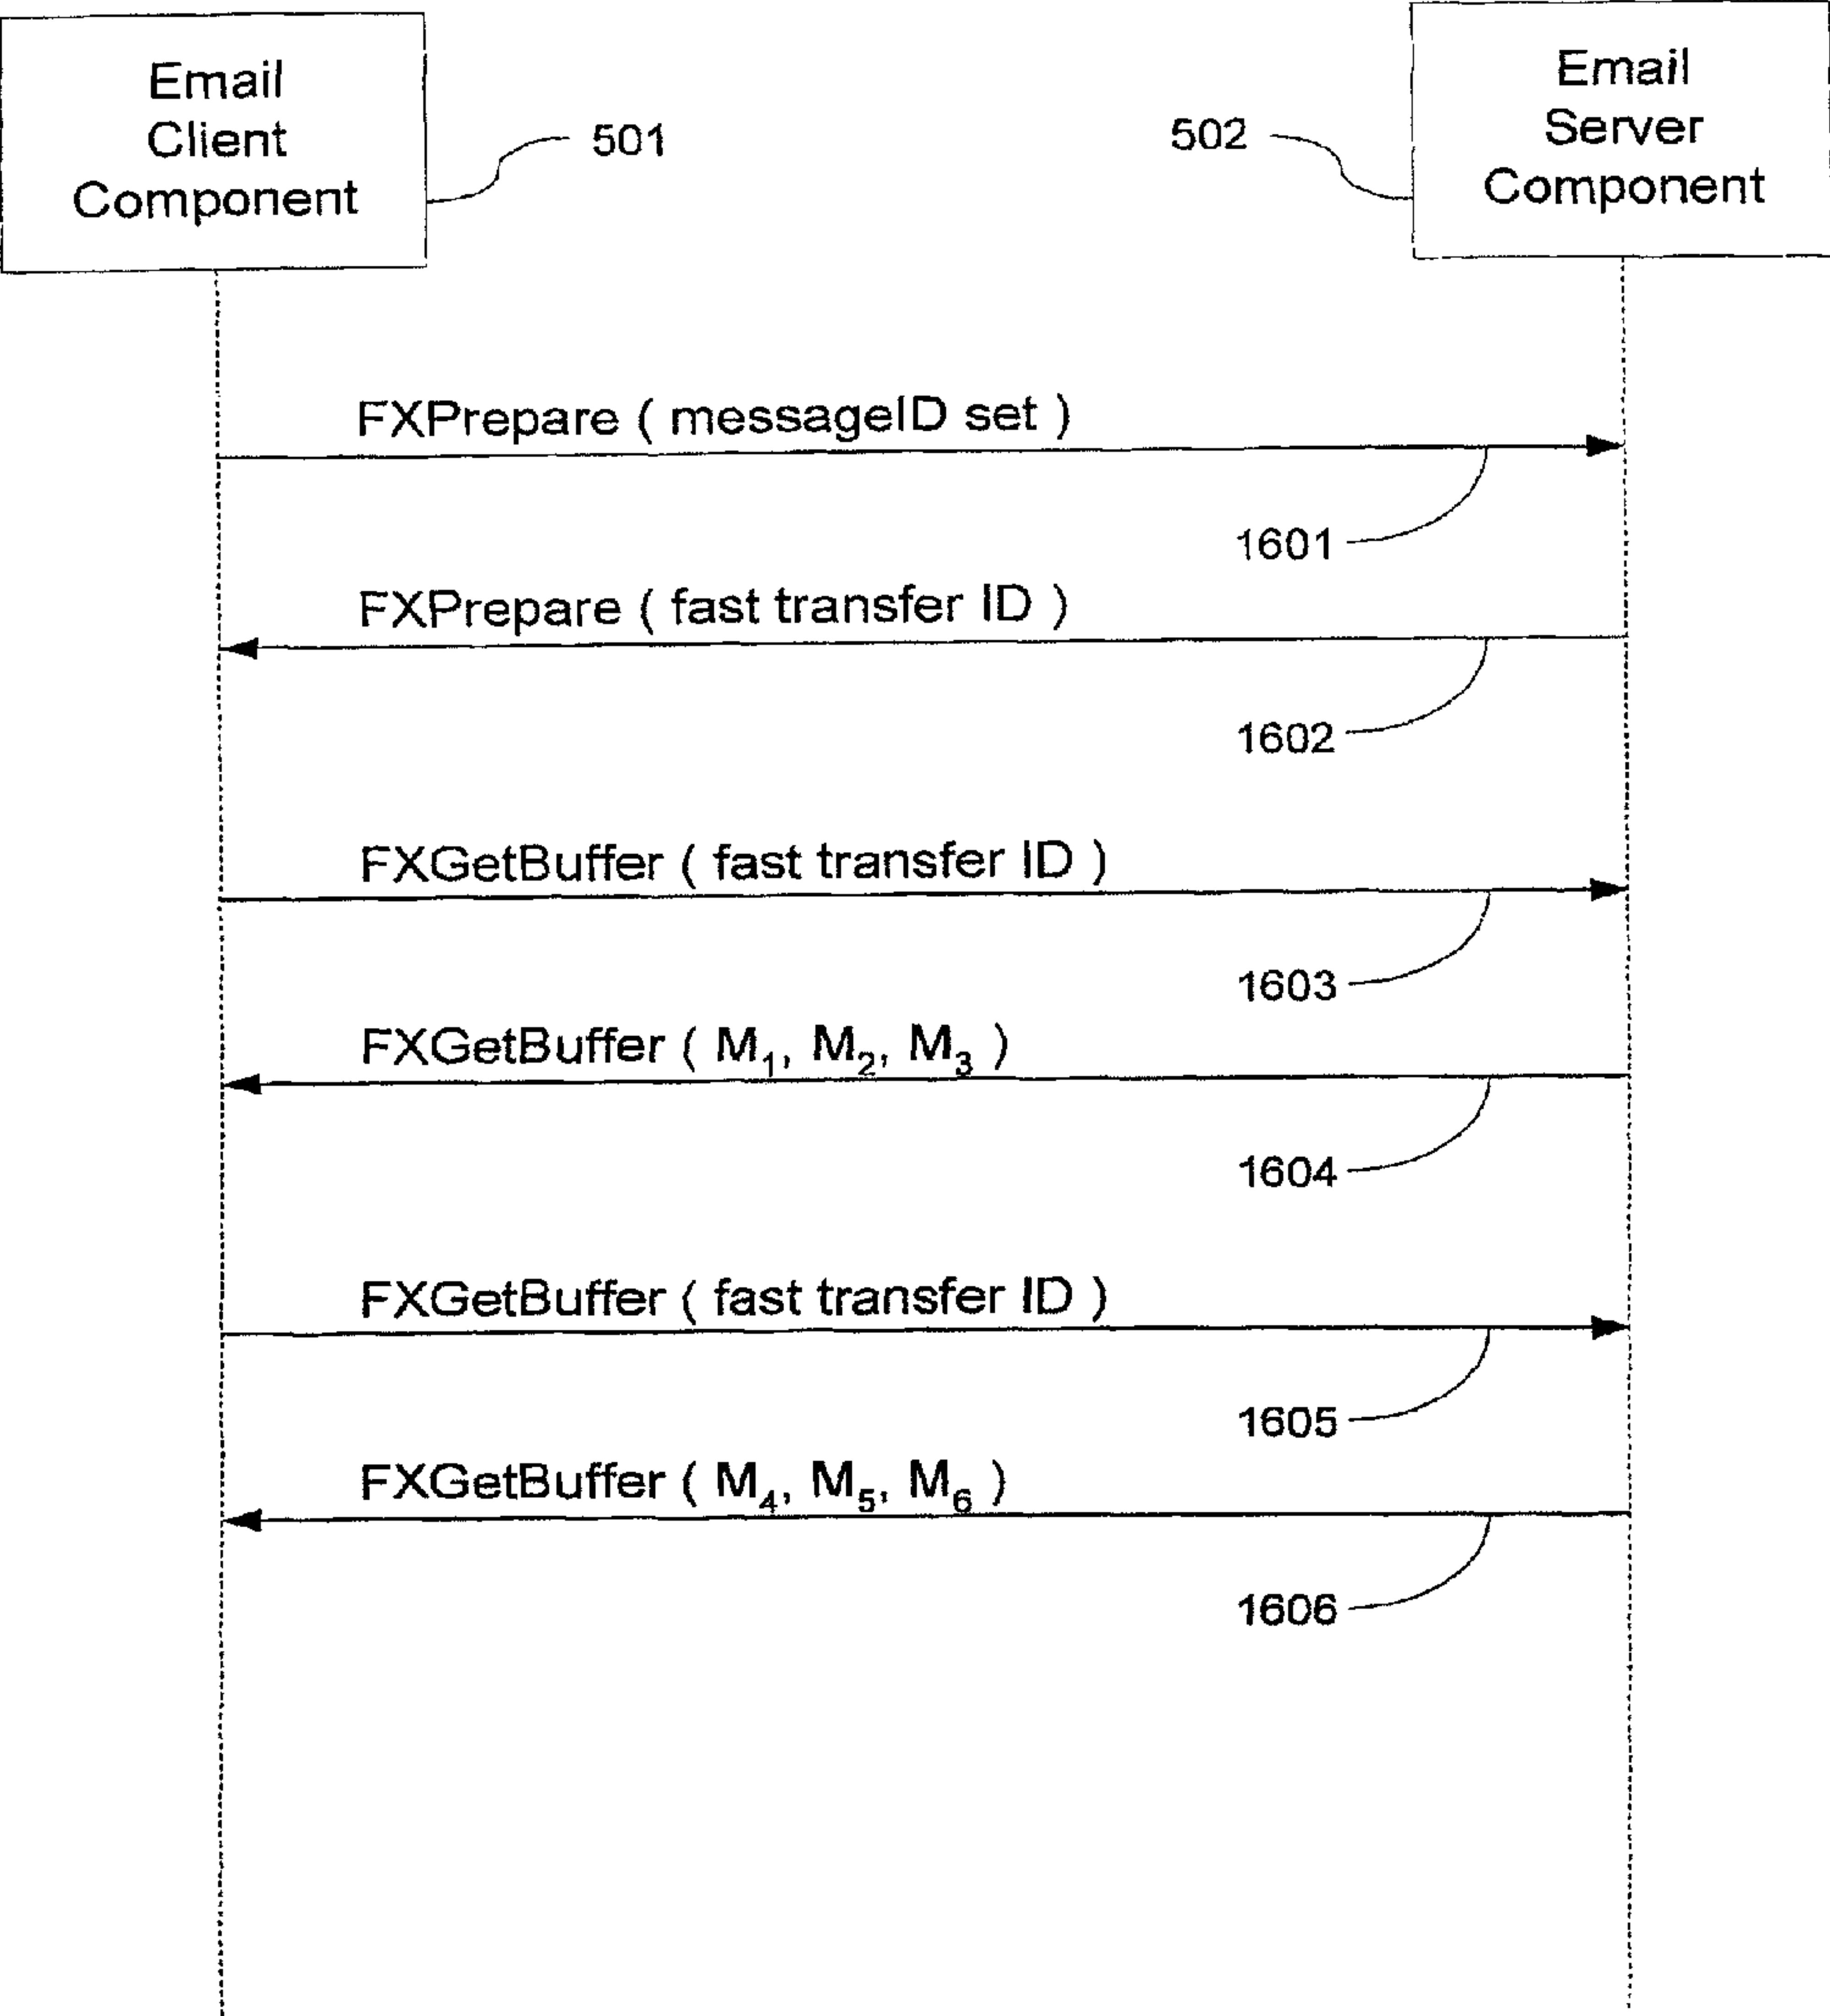 Email
Client
Component
501
502
Email
Server
Component
FXPrepare ( messageID set )
1601
FXPrepare ( fast transfer ID )
1602
FXGetBuffer ( fast transfer ID )
1603
FXGetBuffer ( M1, M2, M3 )
1604
FXGetBuffer ( fast transfer ID )
1605
FXGetBuffer ( M4, M5, M6 )
1606